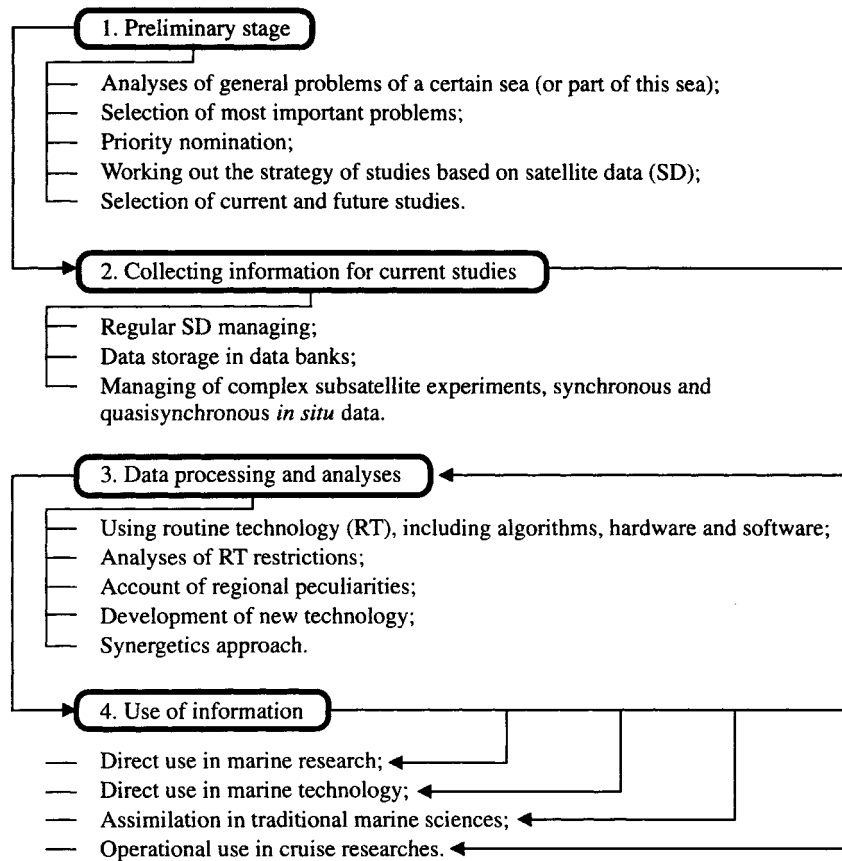 1. Preliminary stage
Analyses of general problems of a certain sea (or part of this sea);
Selection of most important problems;
Priority nomination;
Working out the strategy of studies based on satellite data (SD);
Selection of current and future studies.
2. Collecting information for current studies
Regular SD managing;
Data storage in data banks;
Managing of complex subsatellite experiments, synchronous and
quasisynchronous in situ data.
3. Data processing and analyses
Using routine technology (RT), including algorithms, hardware and software;
Analyses of RT restrictions;
Account of regional peculiarities;
Development of new technology;
Synergetics approach.
4. Use of information
Direct use in marine research;
Direct use in marine technology;
Assimilation in traditional marine sciences;
Operational use in cruise researches.